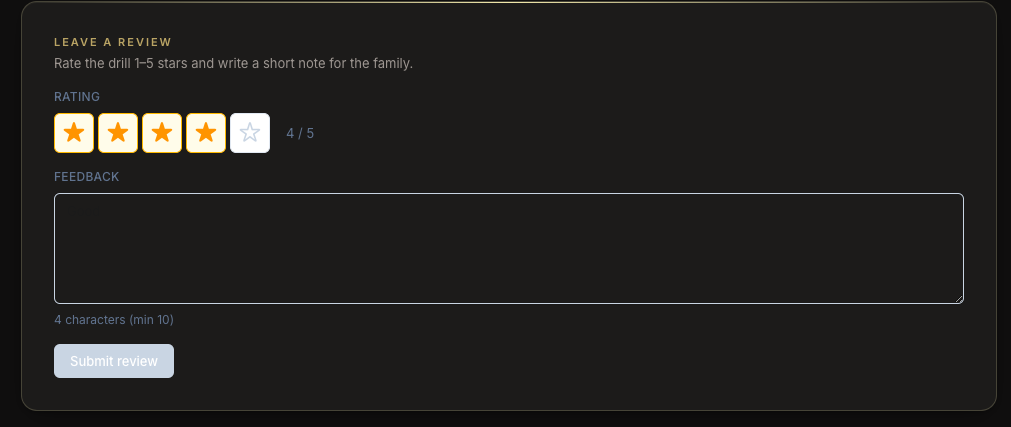 LEAVE A REVIEW
Rate the drill 1–5 stars and write a short note for the family.
RATING
4 / 5
FEEDBACK
4 characters (min 10)
Submit review